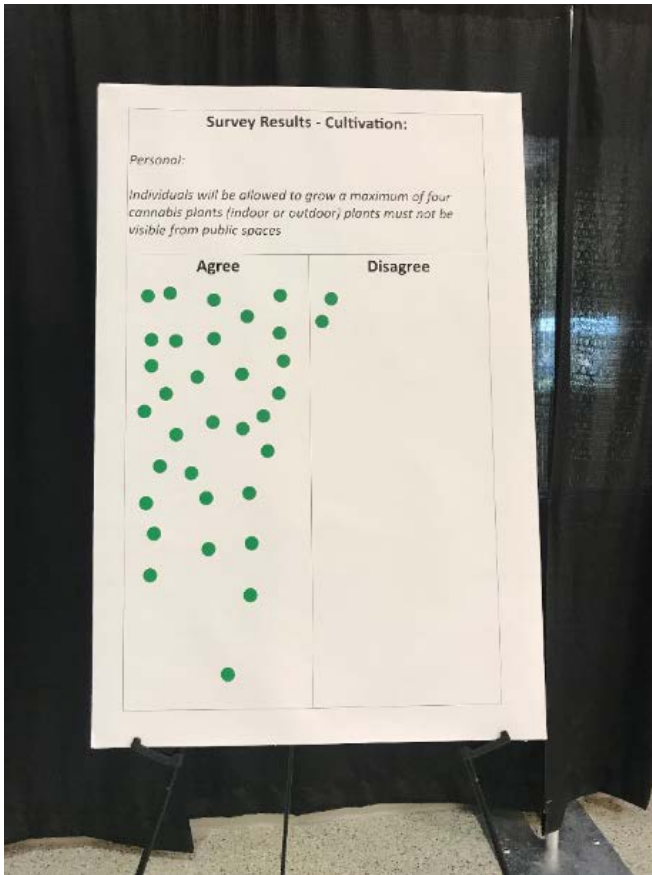 Survey Results - Cultivation:
Personal:
Individuals will be allowed to grow a maximum of four
cannabis plants (indoor or outdoor) plants must not be
visible from public spaces
Agree
Disagree